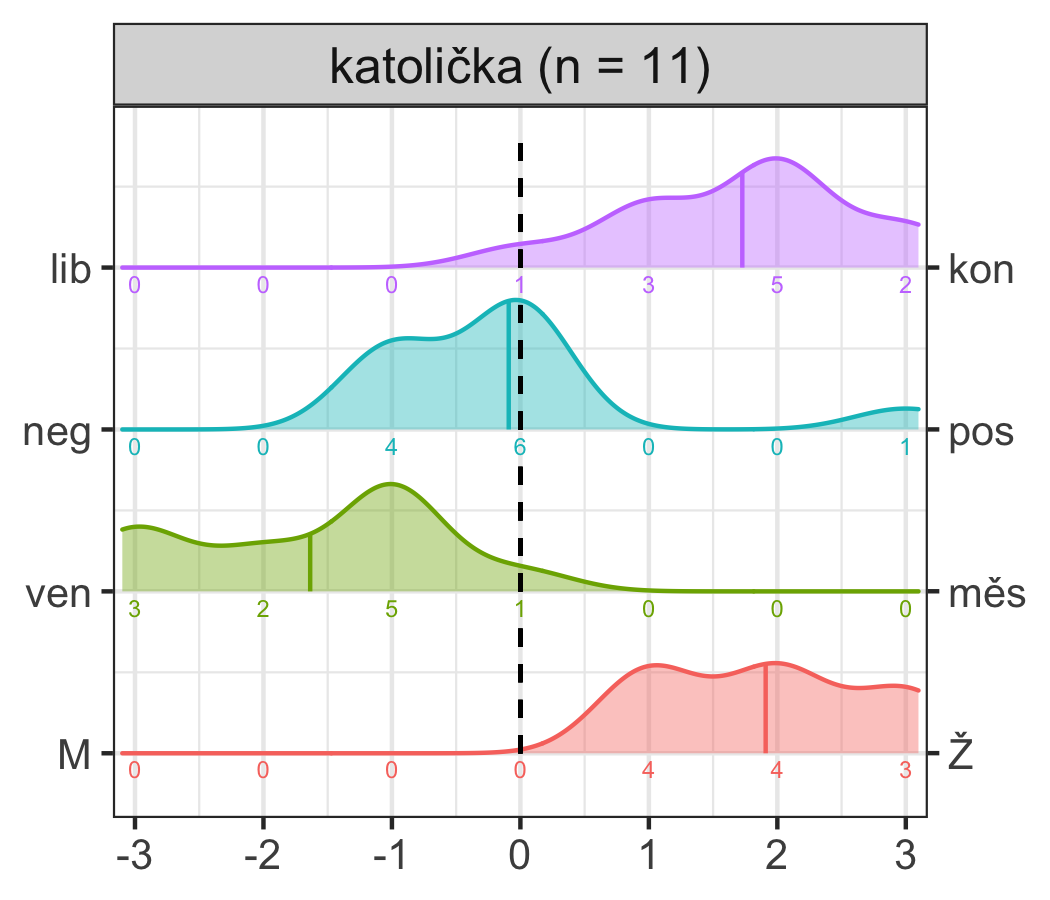 katolička (n = 11)
lib kon
0 0 0 1 3 5 2
neg pos
0 0 4 6 0 0 1
ven měs
3 2 5 1 0 0 0
M Ž
0 0 0 0 4 4 3
-3 -2 -1 0 1 2 3